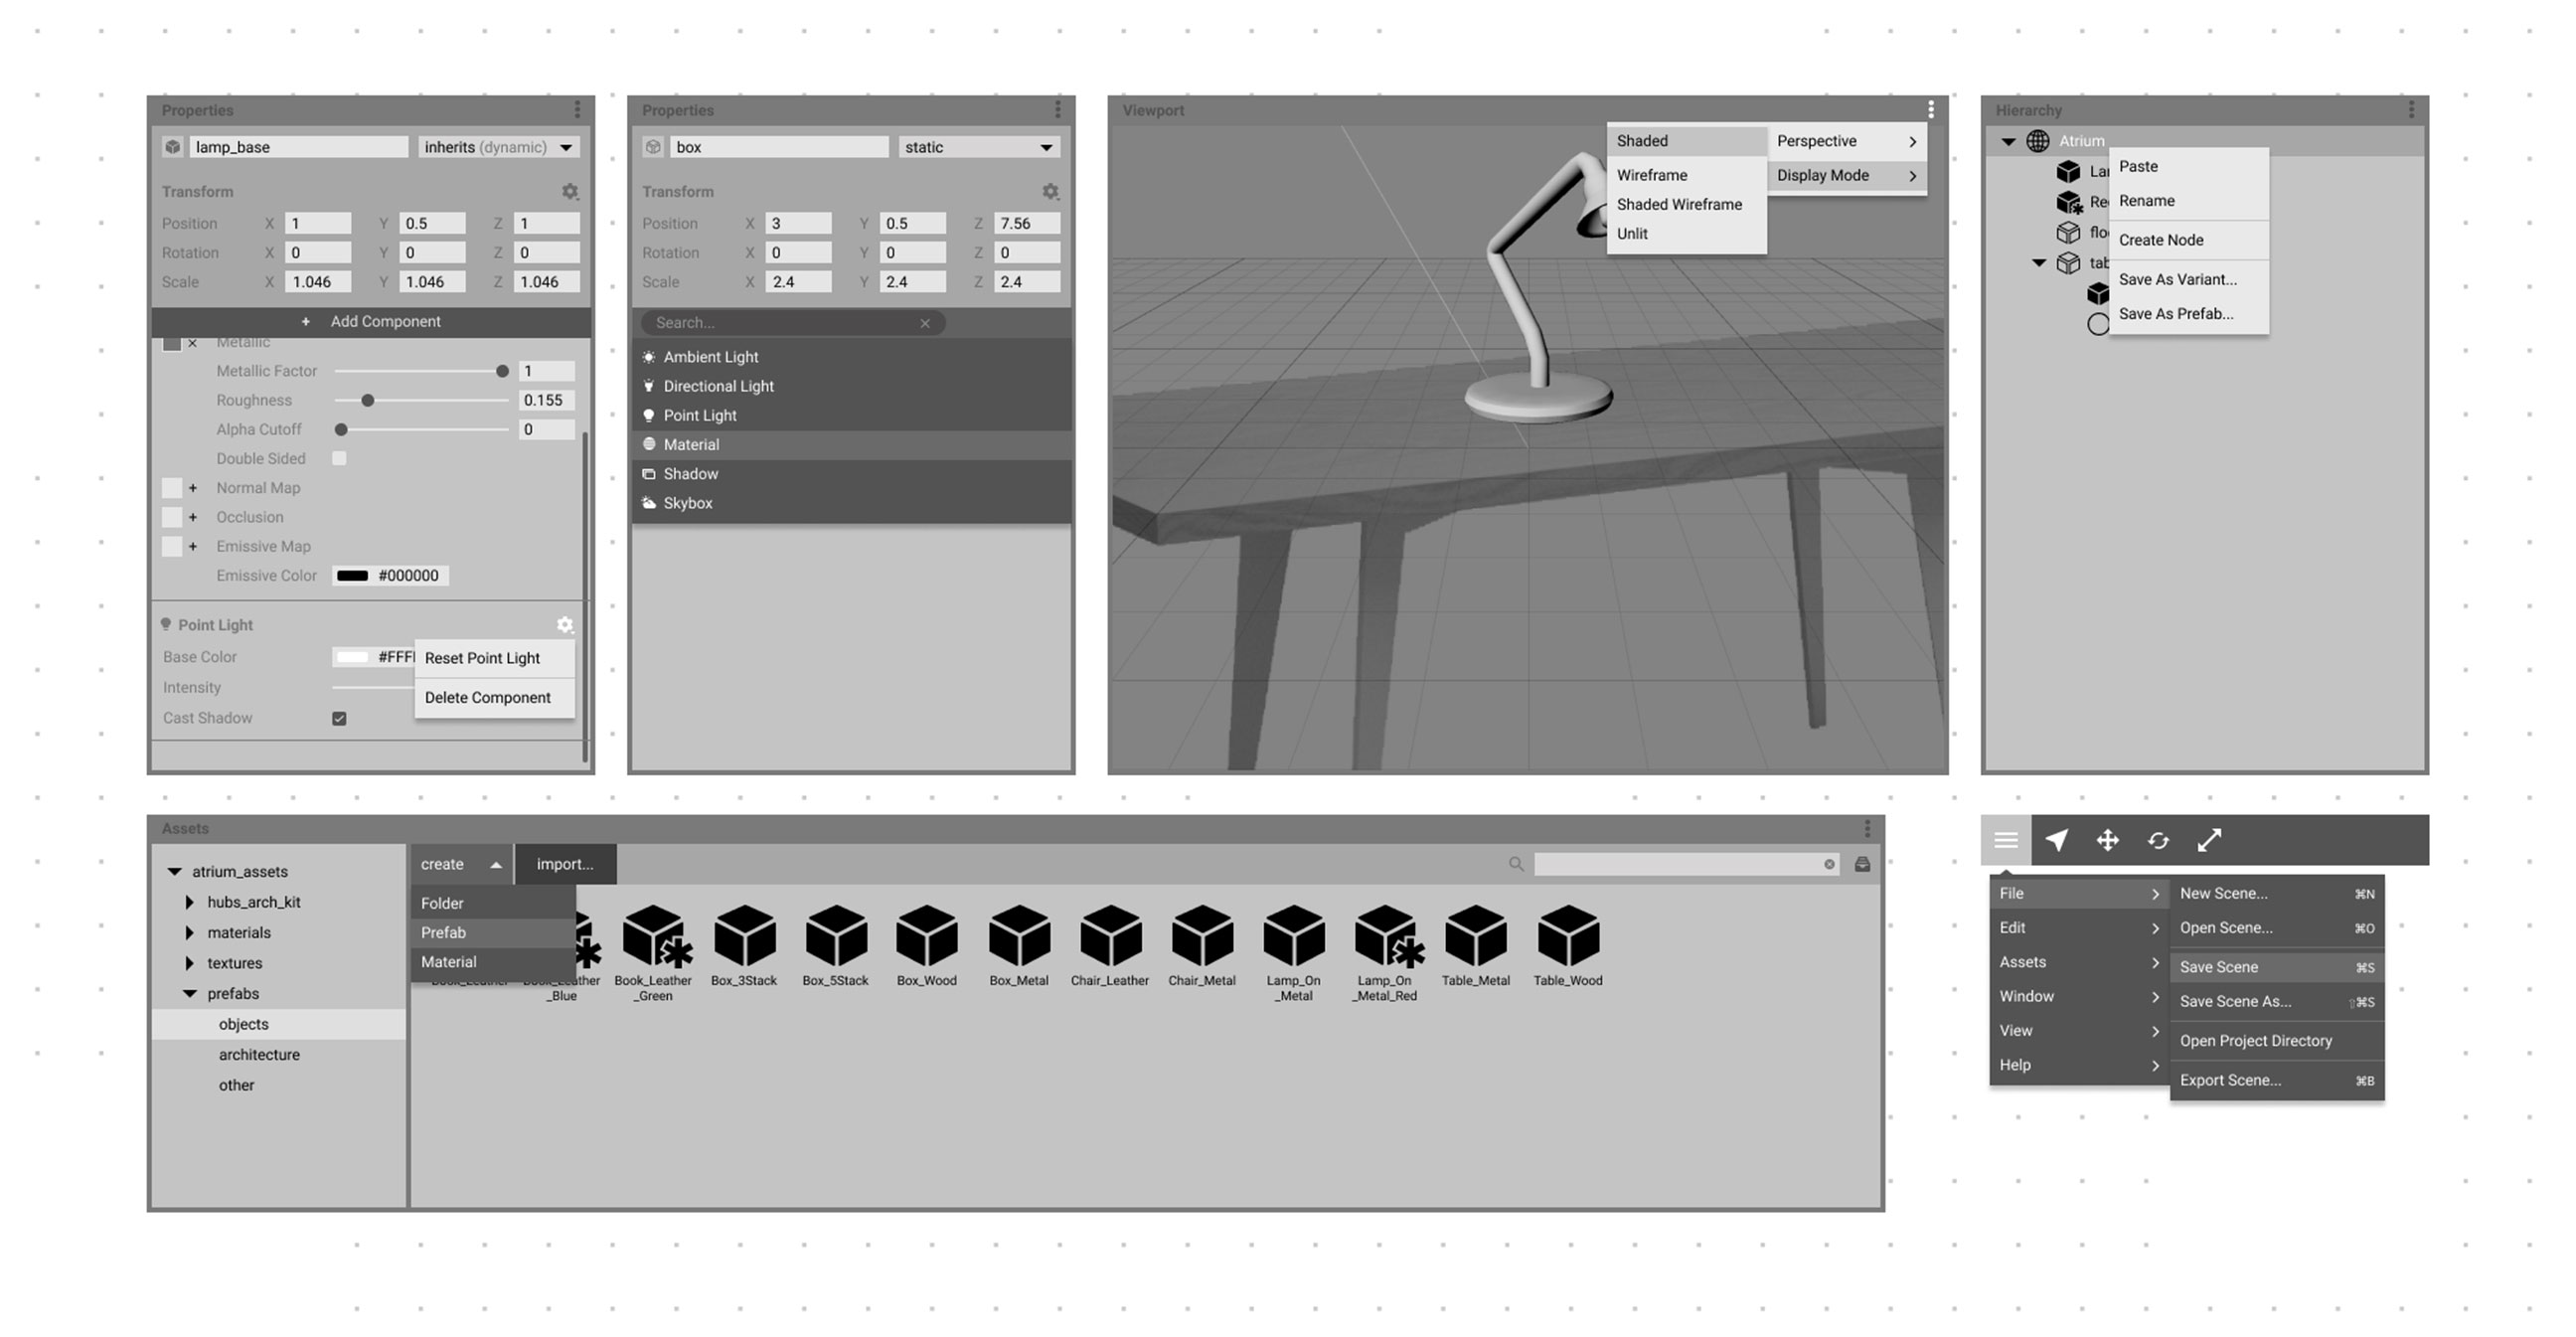 Properties
lamp_base
inherits (dynamic)
Transform
Position X 1 Y 0.5 Z 1
Rotation X 0 Y 0 Z 0
Scale X 1.046 Y 1.046 Z 1.046
+ Add Component
Metallic
Metallic Factor 1
Roughness 0.155
Alpha Cutoff 0
Double Sided
+ Normal Map
+ Occlusion
+ Emissive Map
Emissive Color #000000
Point Light
Base Color
Intensity
Cast Shadow
Reset Point Light
Delete Component
Properties
box
static
Transform
Position X 3 Y 0.5 Z 7.56
Rotation X 0 Y 0 Z 0
Scale X 2.4 Y 2.4 Z 2.4
Search...
Ambient Light
Directional Light
Point Light
Material
Shadow
Skybox
Viewport
Perspective
Display Mode
Shaded
Wireframe
Shaded Wireframe
Unlit
Hierarchy
Atrium
Paste
Rename
Create Node
Save As Variant...
Save As Prefab...
Assets
atrium_assets
hubs_arch_kit
materials
textures
prefabs
objects
architecture
other
create
import...
Folder
Prefab
Material
Book_Leather
Book_Leather
_Blue
Book_Leather
_Green
Box_3Stack
Box_5Stack
Box_Wood
Box_Metal
Chair_Leather
Chair_Metal
Lamp_On
_Metal
Lamp_On
_Metal_Red
Table_Metal
Table_Wood
File
Edit
Assets
Window
View
Help
New Scene... ⌘N
Open Scene... ⌘O
Save Scene ⌘S
Save Scene As... ⇧⌘S
Open Project Directory
Export Scene... ⌘B